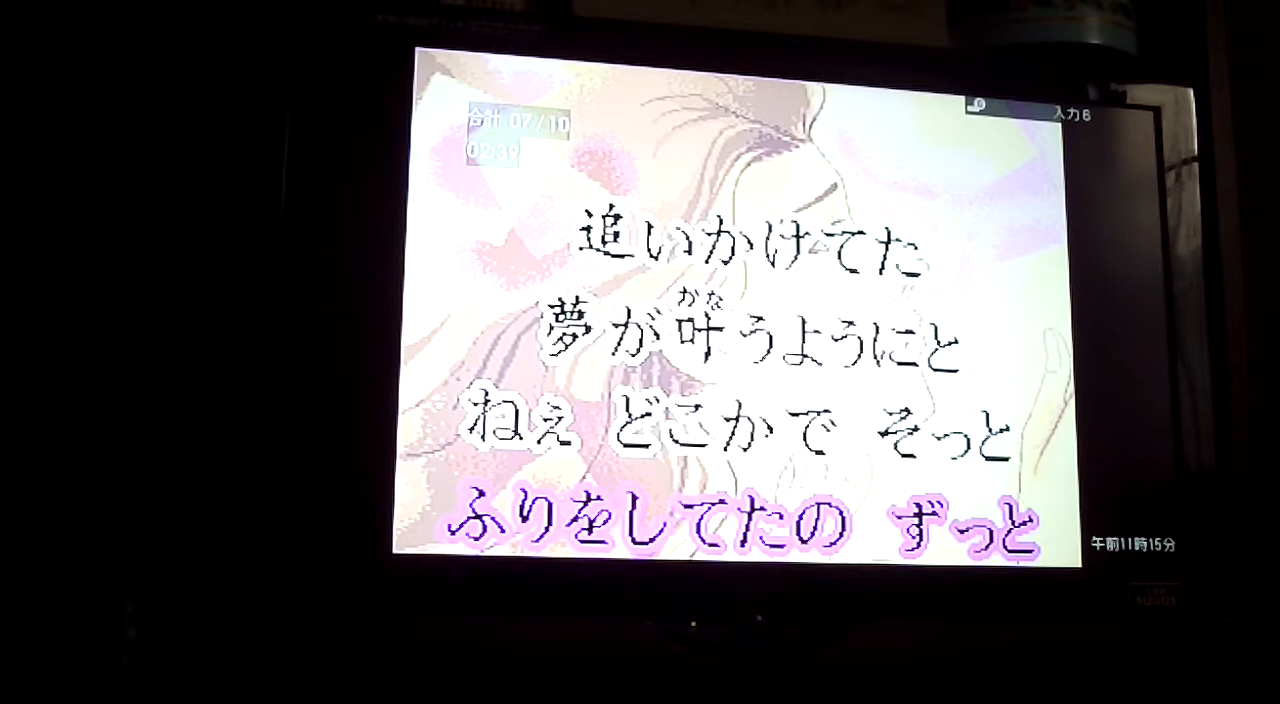 合計 07/10
02:39
入力6
追いかけてた
かな
夢が叶うようにと
ねぇ どこかで そっと
ふりをしてたの ずっと
午前11時15分